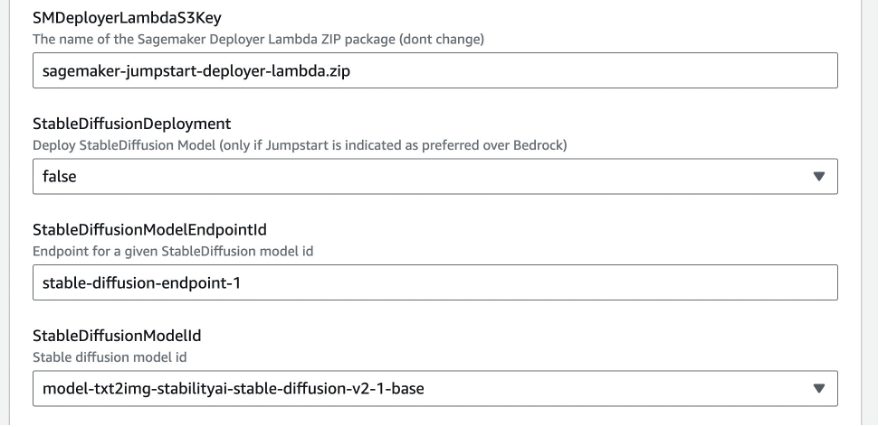 SMDeployerLambdaS3Key
The name of the Sagemaker Deployer Lambda ZIP package (dont change)
sagemaker-jumpstart-deployer-lambda.zip
StableDiffusionDeployment
Deploy StableDiffusion Model (only if Jumpstart is indicated as preferred over Bedrock)
false
StableDiffusionModelEndpointId
Endpoint for a given StableDiffusion model id
stable-diffusion-endpoint-1
StableDiffusionModelId
Stable diffusion model id
model-txt2img-stabilityai-stable-diffusion-v2-1-base